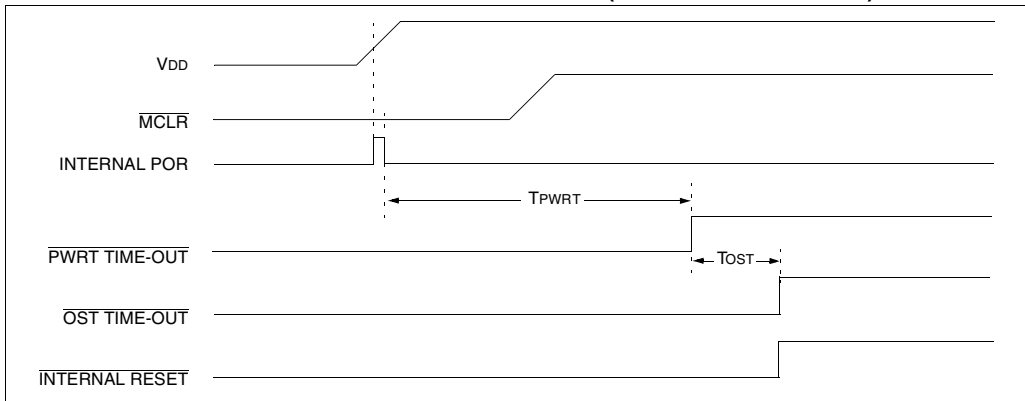 VDD
MCLR
INTERNAL POR
TPWRT
PWRT TIME-OUT
TOST
OST TIME-OUT
INTERNAL RESET